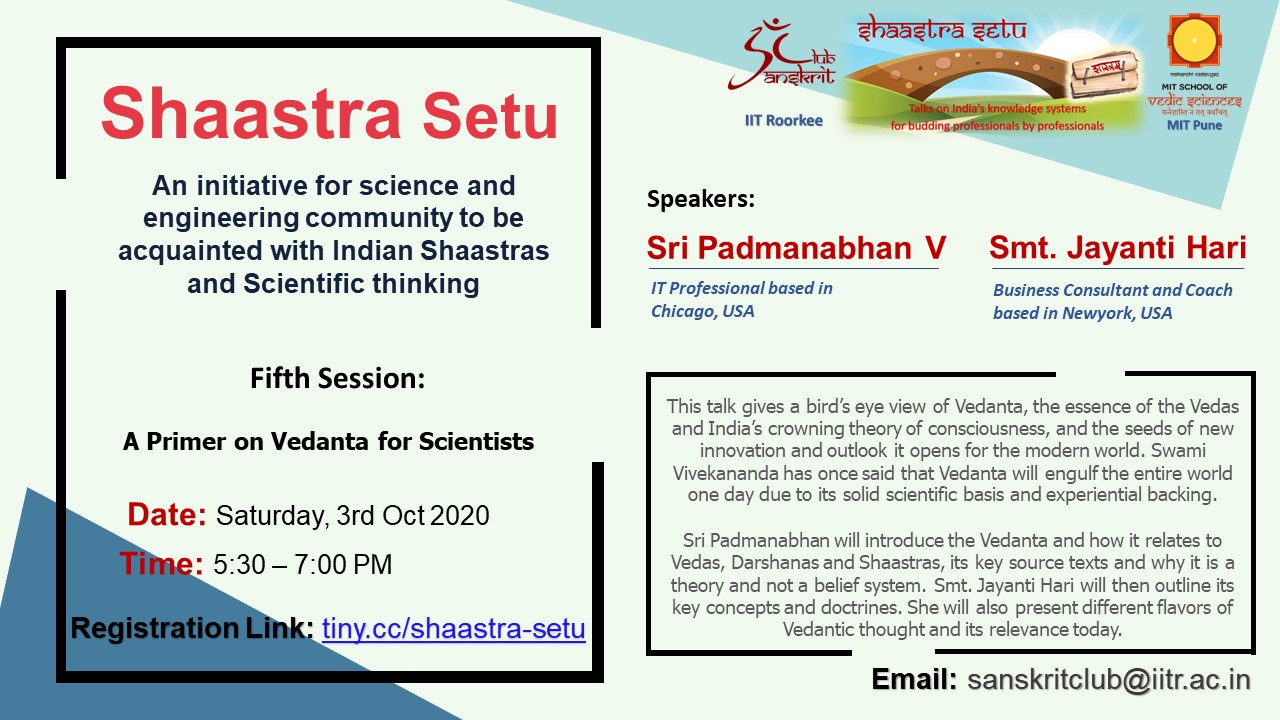 Shaastra Setu
An initiative for science and
engineering community to be
acquainted with Indian Shaastras
and Scientific thinking
Fifth Session:
A Primer on Vedanta for Scientists
Date: Saturday, 3rd Oct 2020
Time: 5:30 – 7:00 PM
Registration Link: tiny.cc/shaastra-setu
Sanskrit Club
IIT Roorkee
shaastra setu
शास्त्रम्
Talks on India's knowledge systems
for budding professionals by professionals
maharshi vedavyas
MIT SCHOOL OF
vedic sciences
यन्नेहास्ति न तत् क्वचित्
MIT Pune
Speakers:
Sri Padmanabhan V
IT Professional based in
Chicago, USA
Smt. Jayanti Hari
Business Consultant and Coach
based in Newyork, USA
This talk gives a bird's eye view of Vedanta, the essence of the Vedas
and India's crowning theory of consciousness, and the seeds of new
innovation and outlook it opens for the modern world. Swami
Vivekananda has once said that Vedanta will engulf the entire world
one day due to its solid scientific basis and experiential backing.
Sri Padmanabhan will introduce the Vedanta and how it relates to
Vedas, Darshanas and Shaastras, its key source texts and why it is a
theory and not a belief system. Smt. Jayanti Hari will then outline its
key concepts and doctrines. She will also present different flavors of
Vedantic thought and its relevance today.
Email: sanskritclub@iitr.ac.in